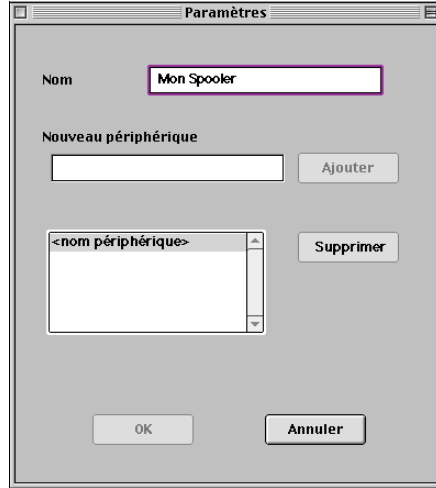 Paramètres
Nom
Mon Spooler
Nouveau périphérique
Ajouter
<nom périphérique>
Supprimer
OK
Annuler